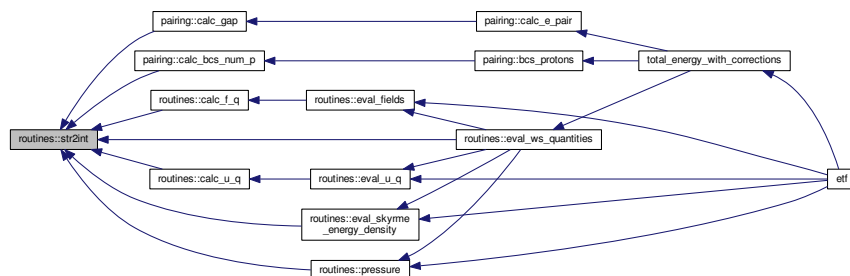 pairing::calc_gap
pairing::calc_e_pair
pairing::calc_bcs_num_p
pairing::bcs_protons
total_energy_with_corrections
routines::calc_f_q
routines::eval_fields
routines::str2int
routines::eval_ws_quantities
routines::calc_u_q
routines::eval_u_q
etf
routines::eval_skyrme
_energy_density
routines::pressure